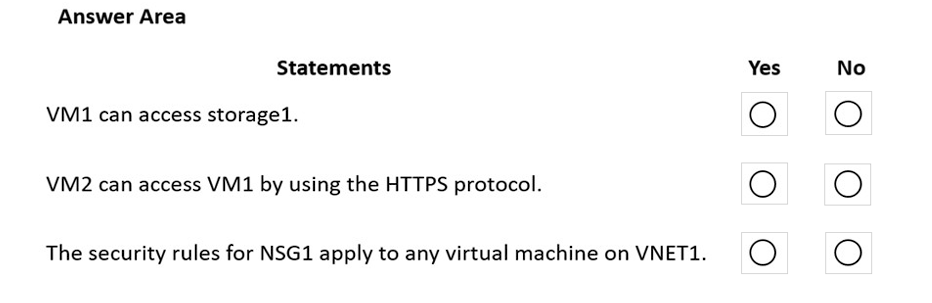 Answer Area
Statements Yes No
VM1 can access storage1.
VM2 can access VM1 by using the HTTPS protocol.
The security rules for NSG1 apply to any virtual machine on VNET1.